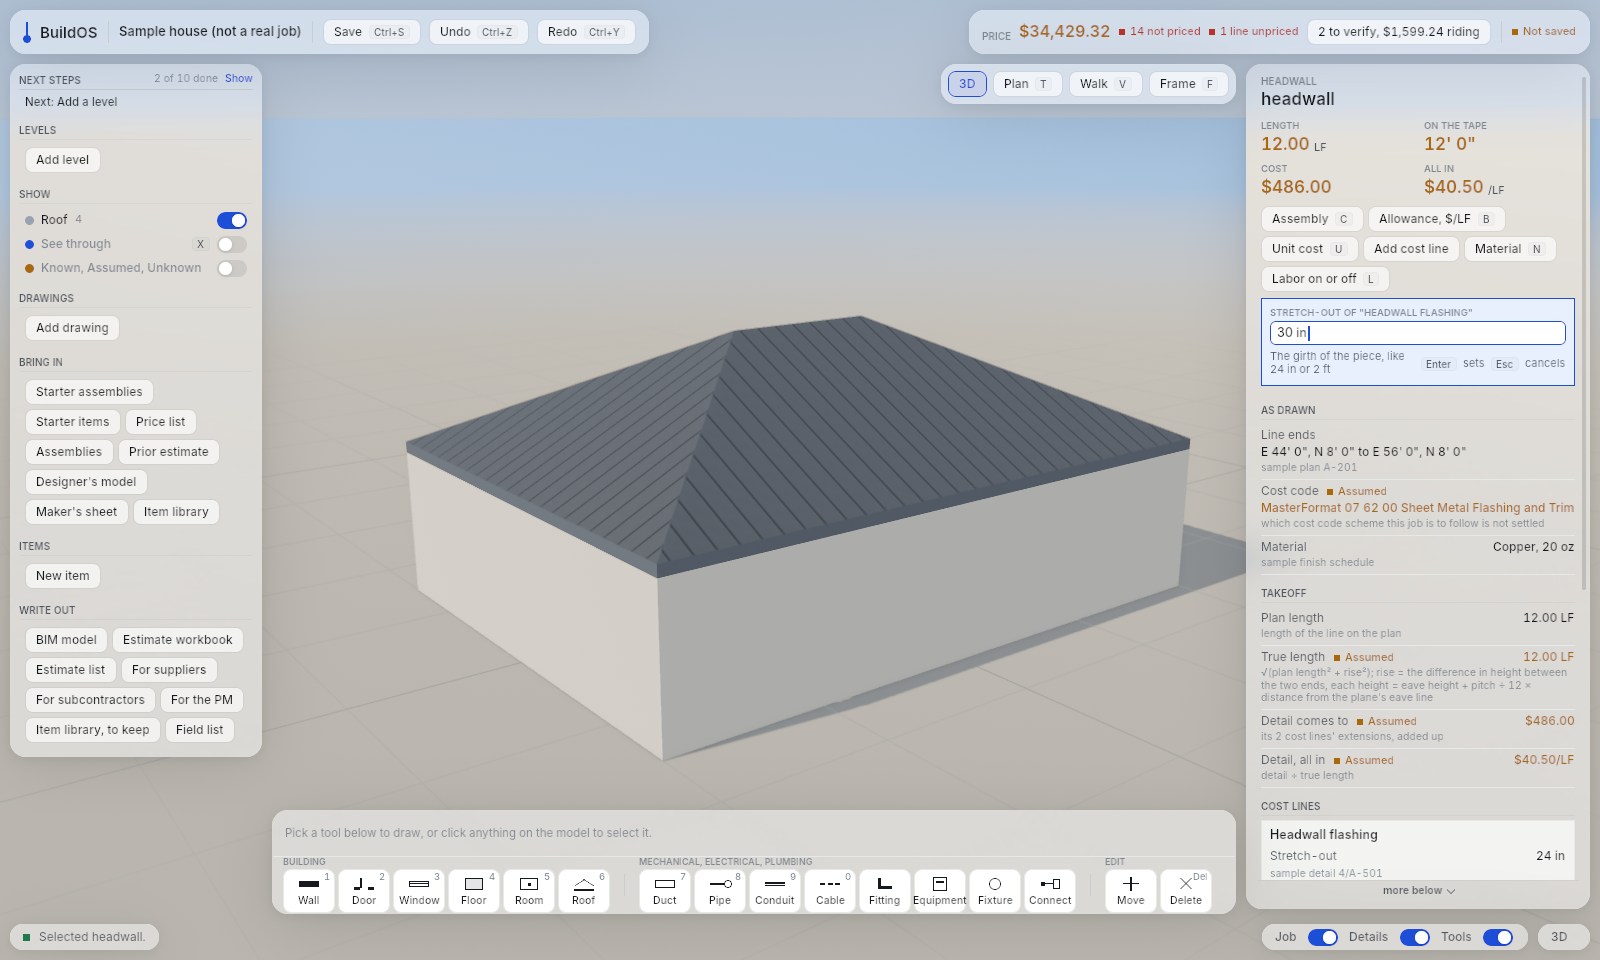 BuildOS
Sample house (not a real job)
Save Ctrl+S
Undo Ctrl+Z
Redo Ctrl+Y
PRICE $34,429.32
14 not priced
1 line unpriced
2 to verify, $1,599.24 riding
Not saved
NEXT STEPS
2 of 10 done Show
Next: Add a level
LEVELS
Add level
SHOW
Roof 4
See through X
Known, Assumed, Unknown
DRAWINGS
Add drawing
BRING IN
Starter assemblies
Starter items Price list
Assemblies Prior estimate
Designer's model
Maker's sheet Item library
ITEMS
New item
WRITE OUT
BIM model Estimate workbook
Estimate list For suppliers
For subcontractors For the PM
Item library, to keep Field list
3D
Plan T
Walk V
Frame F
HEADWALL
headwall
LENGTH ON THE TAPE
12.00 LF 12' 0"
COST ALL IN
$486.00 $40.50 /LF
Assembly C Allowance, $/LF B
Unit cost U Add cost line Material N
Labor on or off L
STRETCH-OUT OF "HEADWALL FLASHING"
30 in
The girth of the piece, like
24 in or 2 ft
Enter sets Esc cancels
AS DRAWN
Line ends
E 44' 0", N 8' 0" to E 56' 0", N 8' 0"
sample plan A-201
Cost code Assumed
MasterFormat 07 62 00 Sheet Metal Flashing and Trim
which cost code scheme this job is to follow is not settled
Material Copper, 20 oz
sample finish schedule
TAKEOFF
Plan length 12.00 LF
length of the line on the plan
True length Assumed 12.00 LF
√(plan length² + rise²); rise = the difference in height between
the two ends, each height = eave height + pitch ÷ 12 ×
distance from the plane's eave line
Detail comes to Assumed $486.00
its 2 cost lines' extensions, added up
Detail, all in Assumed $40.50/LF
detail ÷ true length
COST LINES
Headwall flashing
Stretch-out 24 in
sample detail 4/A-501
more below
Pick a tool below to draw, or click anything on the model to select it.
BUILDING
MECHANICAL, ELECTRICAL, PLUMBING
EDIT
1 Wall
2 Door
3 Window
4 Floor
5 Room
6 Roof
7 Duct
8 Pipe
9 Conduit
0 Cable
Fitting
Equipment
Fixture
Connect
Move
Del Delete
Selected headwall.
Job Details Tools
3D